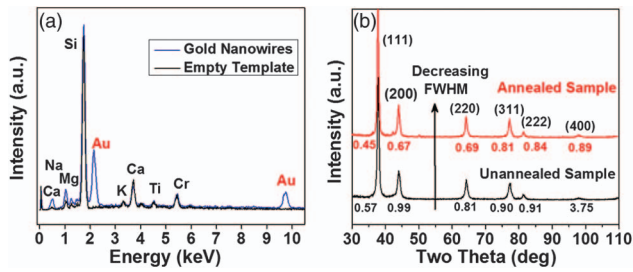 (a)
Si
Gold Nanowires
Empty Template
Au
Na
Mg
Ca
K
Ca
Ti
Cr
Au
Intensity (a.u.)
0 1 2 3 4 5 6 7 8 9 10
Energy (keV)
(b)
(111)
Decreasing
FWHM
Annealed Sample
(200)
(220)
(311)
(222)
(400)
0.45
0.67
0.69
0.81
0.84
0.89
Unannealed Sample
0.57
0.99
0.81
0.90
0.91
3.75
Intensity (a.u.)
30 40 50 60 70 80 90 100 110
Two Theta (deg)